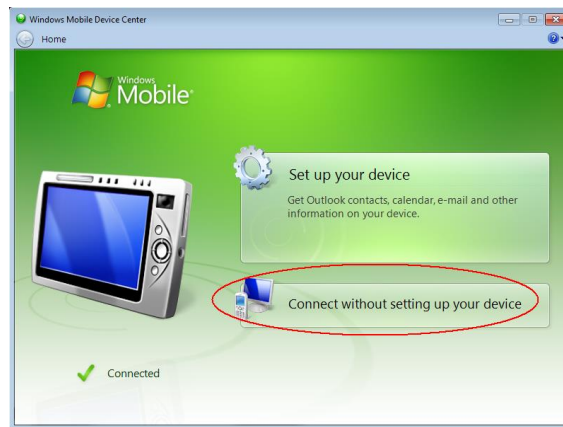 Windows Mobile Device Center
Home
Windows
Mobile
Set up your device
Get Outlook contacts, calendar, e-mail and other
information on your device.
Connect without setting up your device
Connected